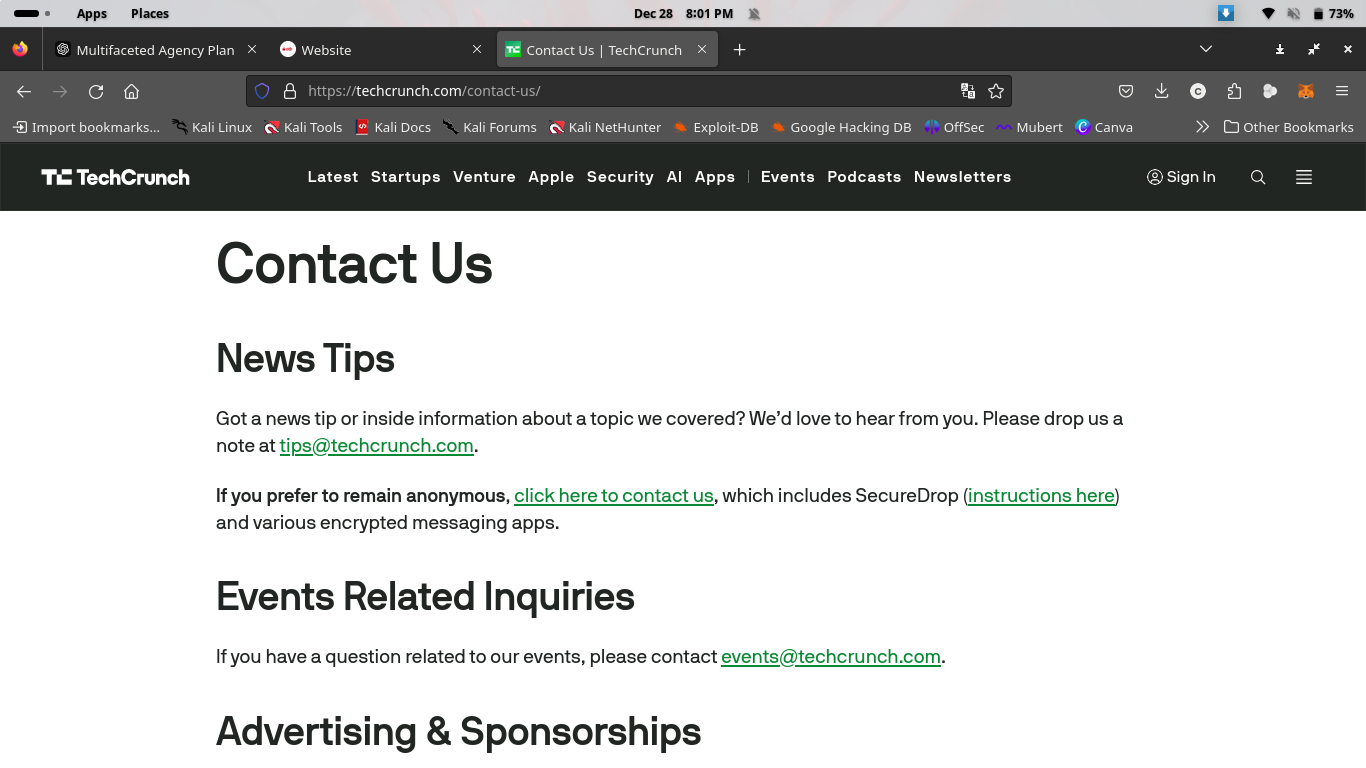 Apps Places Dec 28 8:01 PM 73%
Multifaceted Agency Plan Website TC Contact Us | TechCrunch
https://techcrunch.com/contact-us/ C
Import bookmarks... Kali Linux Kali Tools Kali Docs Kali Forums Kali NetHunter Exploit-DB Google Hacking DB OffSec Mubert Canva Other Bookmarks
TC TechCrunch Latest Startups Venture Apple Security AI Apps | Events Podcasts Newsletters Sign In
Contact Us
News Tips
Got a news tip or inside information about a topic we covered? We’d love to hear from you. Please drop us a
note at tips@techcrunch.com.
If you prefer to remain anonymous, click here to contact us, which includes SecureDrop (instructions here)
and various encrypted messaging apps.
Events Related Inquiries
If you have a question related to our events, please contact events@techcrunch.com.
Advertising & Sponsorships